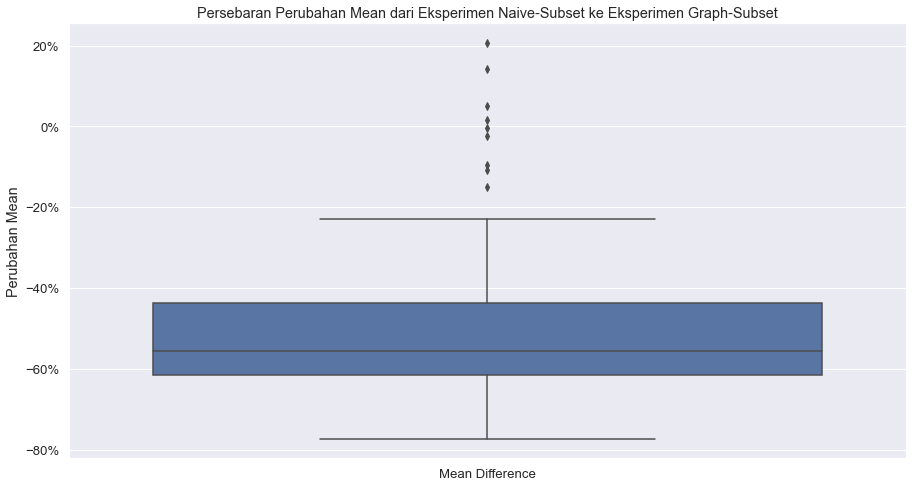 Persebaran Perubahan Mean dari Eksperimen Naive-Subset ke Eksperimen Graph-Subset
20%
0%
−20%
−40%
−60%
−80%
Perubahan Mean
Mean Difference